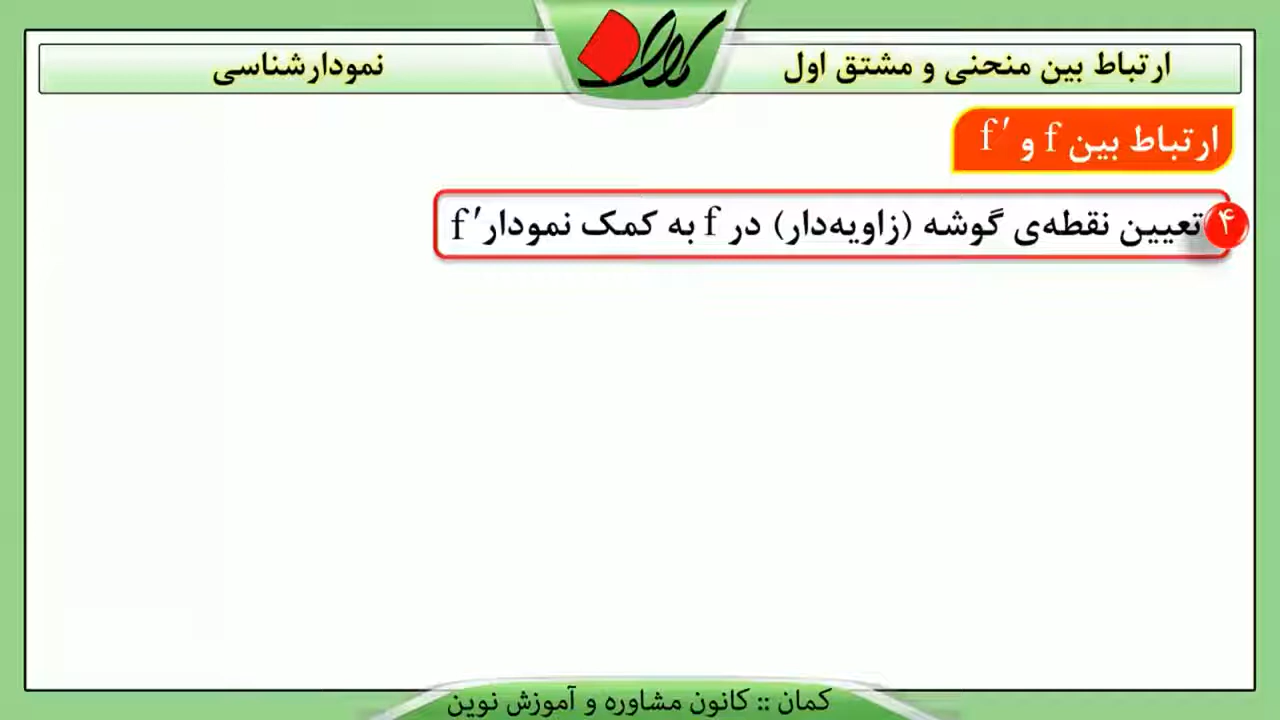 ارتباط بین منحنی و مشتق اول
کمان
نمودارشناسی
ارتباط بین f و f′
۴ تعیین نقطه‌ی گوشه (زاویه‌دار) در f به کمک نمودار f′
کمان :: کانون مشاوره و آموزش نوین